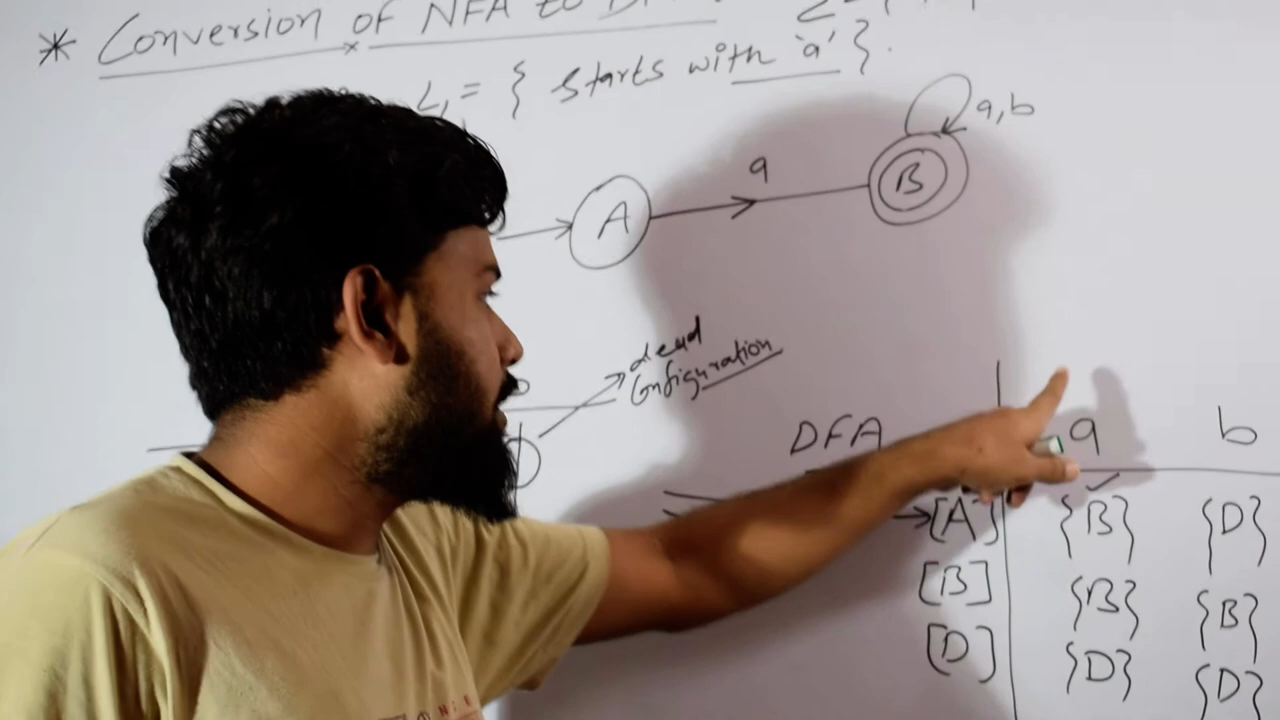 * Conversion of NFA to
L₁ = { starts with 'a' }.
a,b
a
A
B
dead
Configuration
DFA
a
b
→[A] {B} {D}
[B] {B} {B}
[D] {D} {D}